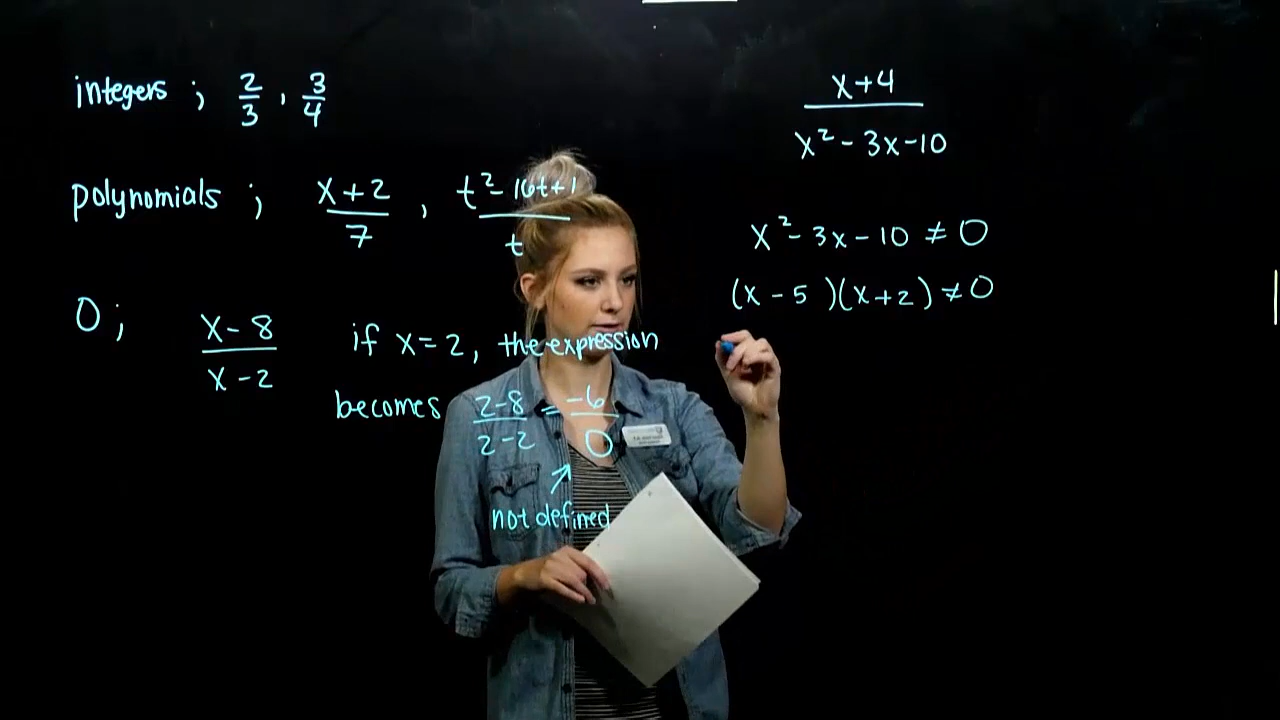 integers ; 2/3 , 3/4
polynomials ; x+2/7 , t²-16t+1/t
0 ; x-8/x-2 if x=2, the expression
becomes 2-8/2-2 = -6/0
↗
not defined
x+4/x²-3x-10
x²-3x-10 ≠ 0
(x-5)(x+2) ≠ 0